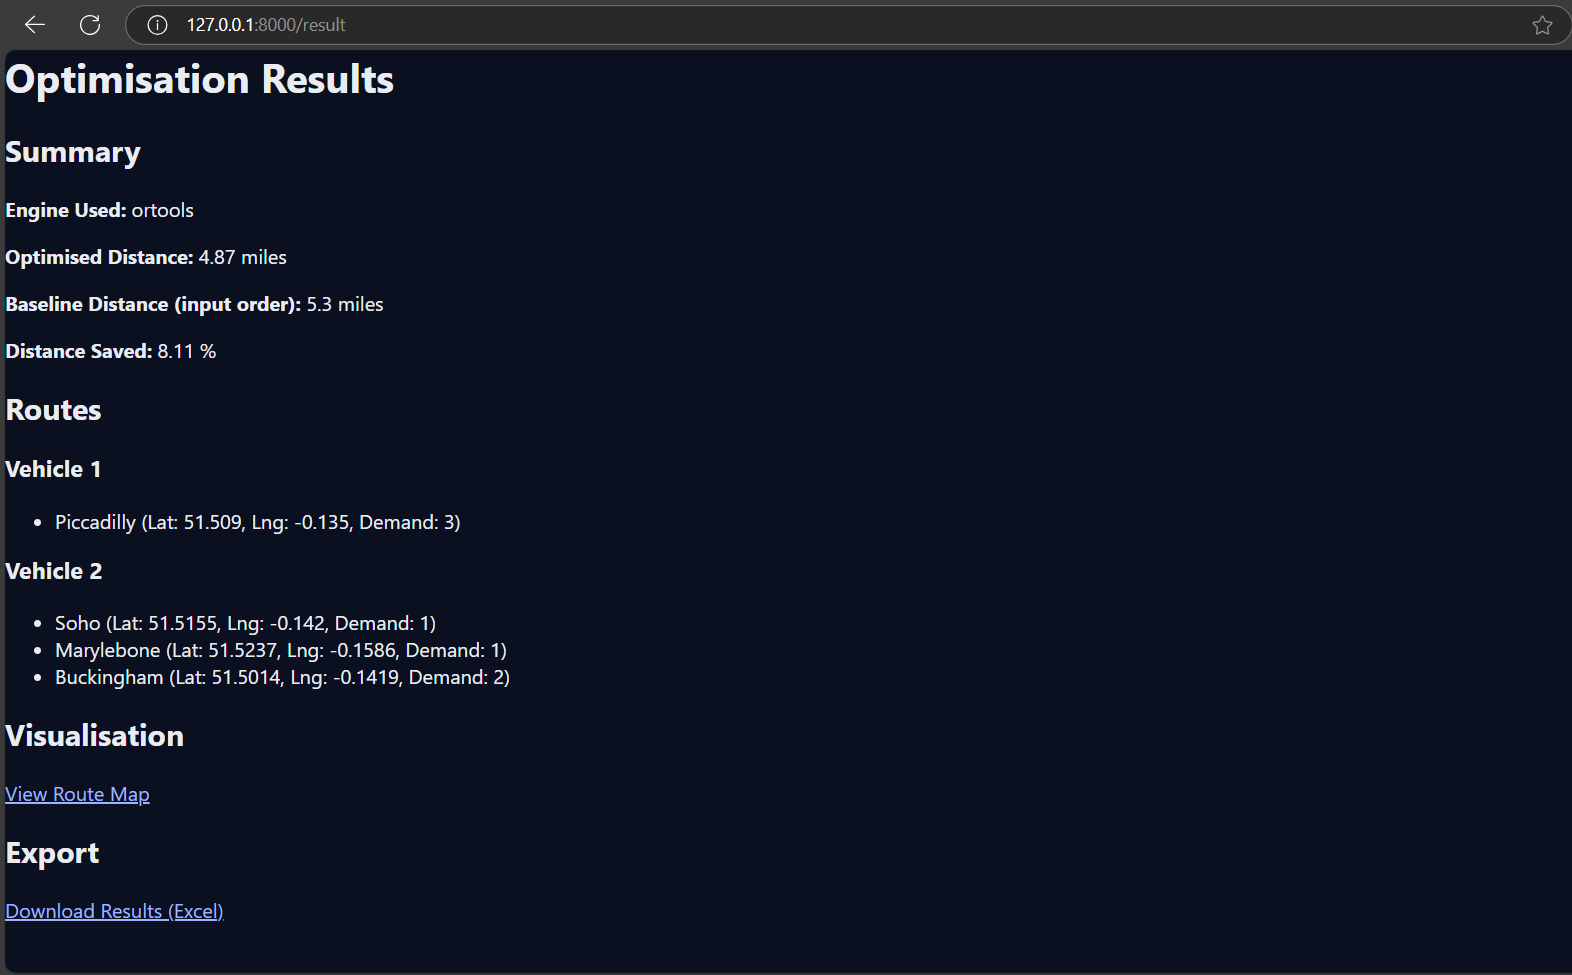 127.0.0.1:8000/result
Optimisation Results
Summary
Engine Used: ortools
Optimised Distance: 4.87 miles
Baseline Distance (input order): 5.3 miles
Distance Saved: 8.11 %
Routes
Vehicle 1
• Piccadilly (Lat: 51.509, Lng: -0.135, Demand: 3)
Vehicle 2
• Soho (Lat: 51.5155, Lng: -0.142, Demand: 1)
• Marylebone (Lat: 51.5237, Lng: -0.1586, Demand: 1)
• Buckingham (Lat: 51.5014, Lng: -0.1419, Demand: 2)
Visualisation
View Route Map
Export
Download Results (Excel)